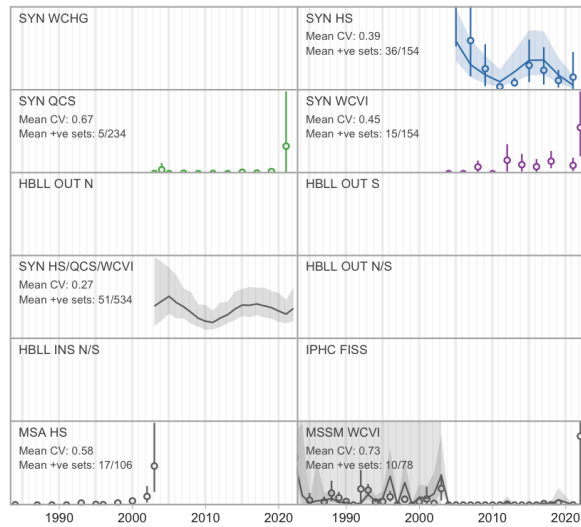 SYN WCHG
SYN HS
Mean CV: 0.39
Mean +ve sets: 36/154
SYN QCS
Mean CV: 0.67
Mean +ve sets: 5/234
SYN WCVI
Mean CV: 0.45
Mean +ve sets: 15/154
HBLL OUT N
HBLL OUT S
SYN HS/QCS/WCVI
Mean CV: 0.27
Mean +ve sets: 51/534
HBLL OUT N/S
HBLL INS N/S
IPHC FISS
MSA HS
Mean CV: 0.58
Mean +ve sets: 17/106
MSSM WCVI
Mean CV: 0.73
Mean +ve sets: 10/78
1990 2000 2010 2020 1990 2000 2010 2020